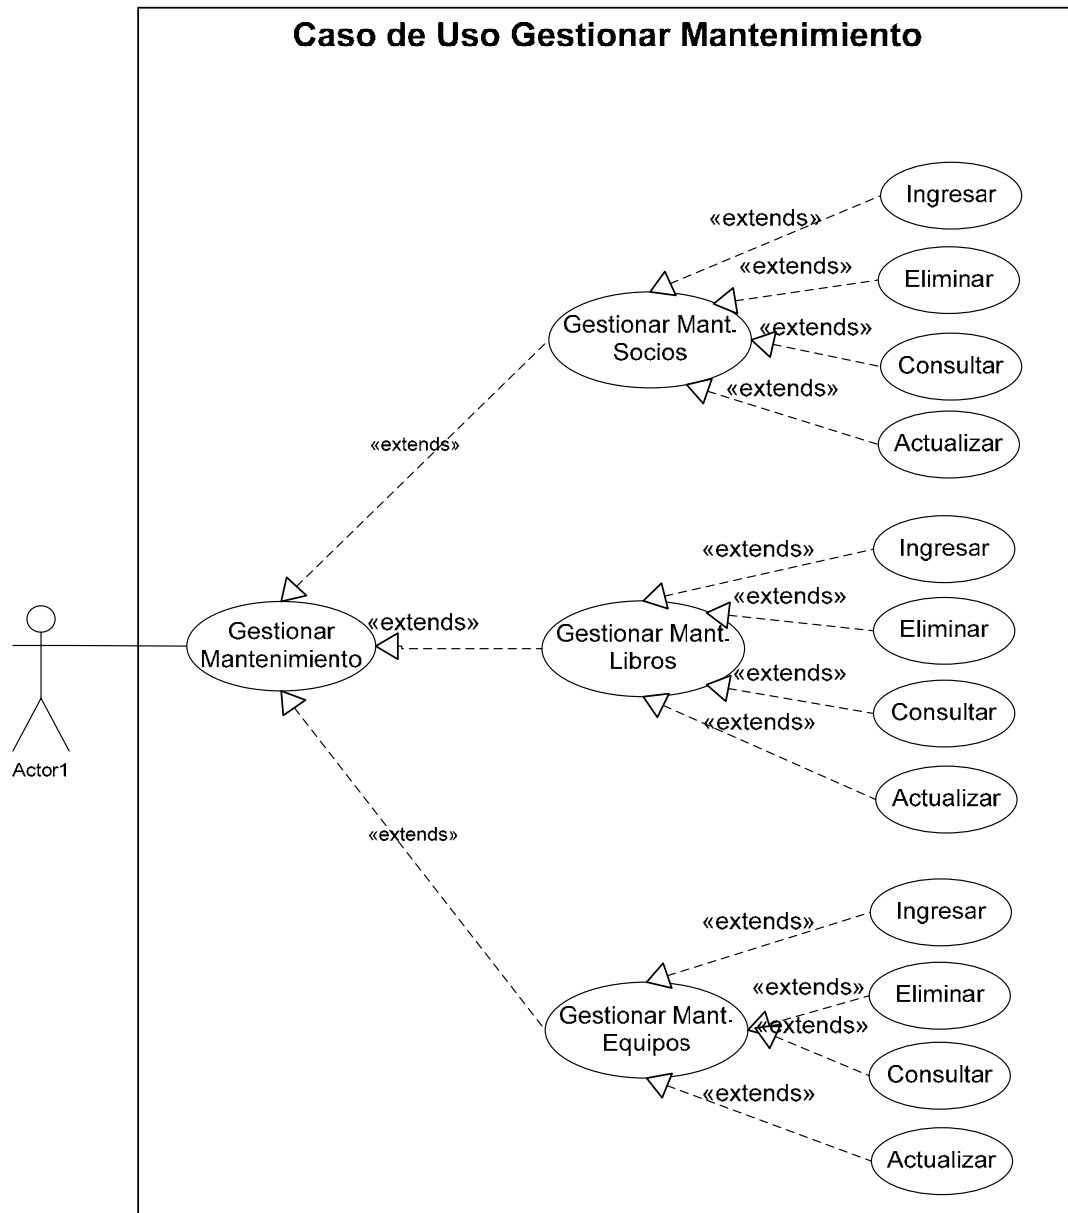 Caso de Uso Gestionar Mantenimiento
Ingresar
«extends»
«extends»
Eliminar
Gestionar Mant.
Socios
«extends»
Consultar
«extends»
Actualizar
«extends»
«extends»
Ingresar
«extends»
Eliminar
Gestionar
Mantenimiento
«extends»
Gestionar Mant.
Libros
«extends»
Consultar
«extends»
Actor1
Actualizar
«extends»
Ingresar
«extends»
«extends»
Eliminar
Gestionar Mant.
Equipos
«extends»
Consultar
«extends»
Actualizar